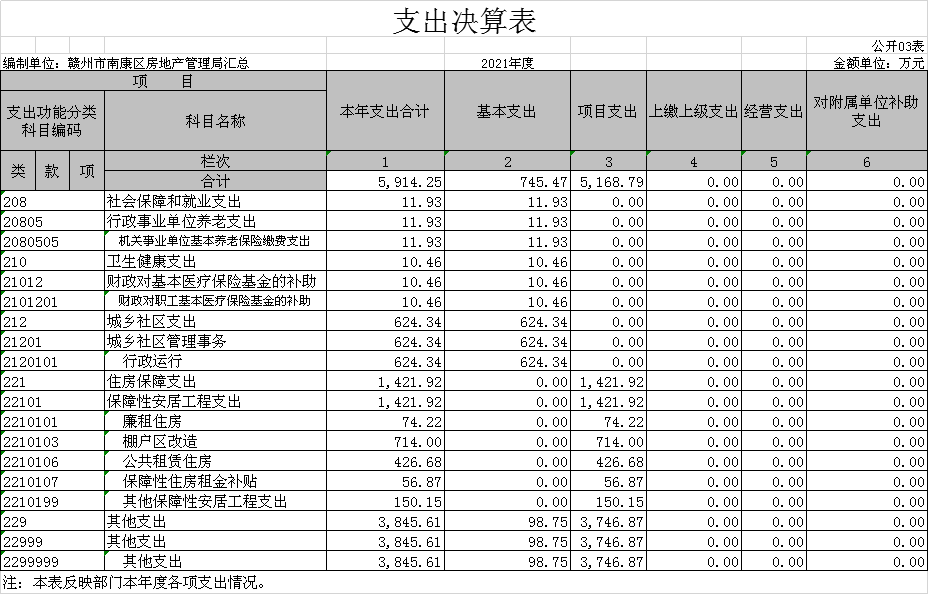 支出决算表
公开03表
编制单位：赣州市南康区房地产管理局汇总 2021年度 金额单位：万元
项 目 本年支出合计 基本支出 项目支出 上缴上级支出 经营支出 对附属单位补助支出
支出功能分类科目编码 科目名称
类 款 项 栏次 1 2 3 4 5 6
合计 5,914.25 745.47 5,168.79 0.00 0.00 0.00
208 社会保障和就业支出 11.93 11.93 0.00 0.00 0.00 0.00
20805 行政事业单位养老支出 11.93 11.93 0.00 0.00 0.00 0.00
2080505 机关事业单位基本养老保险缴费支出 11.93 11.93 0.00 0.00 0.00 0.00
210 卫生健康支出 10.46 10.46 0.00 0.00 0.00 0.00
21012 财政对基本医疗保险基金的补助 10.46 10.46 0.00 0.00 0.00 0.00
2101201 财政对职工基本医疗保险基金的补助 10.46 10.46 0.00 0.00 0.00 0.00
212 城乡社区支出 624.34 624.34 0.00 0.00 0.00 0.00
21201 城乡社区管理事务 624.34 624.34 0.00 0.00 0.00 0.00
2120101 行政运行 624.34 624.34 0.00 0.00 0.00 0.00
221 住房保障支出 1,421.92 0.00 1,421.92 0.00 0.00 0.00
22101 保障性安居工程支出 1,421.92 0.00 1,421.92 0.00 0.00 0.00
2210101 廉租住房 74.22 0.00 74.22 0.00 0.00 0.00
2210103 棚户区改造 714.00 0.00 714.00 0.00 0.00 0.00
2210106 公共租赁住房 426.68 0.00 426.68 0.00 0.00 0.00
2210107 保障性住房租金补贴 56.87 0.00 56.87 0.00 0.00 0.00
2210199 其他保障性安居工程支出 150.15 0.00 150.15 0.00 0.00 0.00
229 其他支出 3,845.61 98.75 3,746.87 0.00 0.00 0.00
22999 其他支出 3,845.61 98.75 3,746.87 0.00 0.00 0.00
2299999 其他支出 3,845.61 98.75 3,746.87 0.00 0.00 0.00
注：本表反映部门本年度各项支出情况。